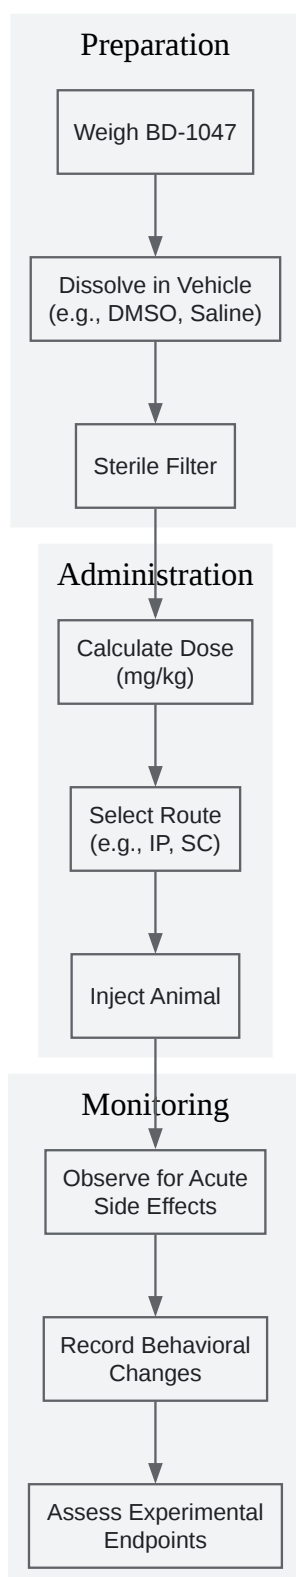 Preparation
Weigh BD-1047
Dissolve in Vehicle
(e.g., DMSO, Saline)
Sterile Filter
Administration
Calculate Dose
(mg/kg)
Select Route
(e.g., IP, SC)
Inject Animal
Monitoring
Observe for Acute
Side Effects
Record Behavioral
Changes
Assess Experimental
Endpoints